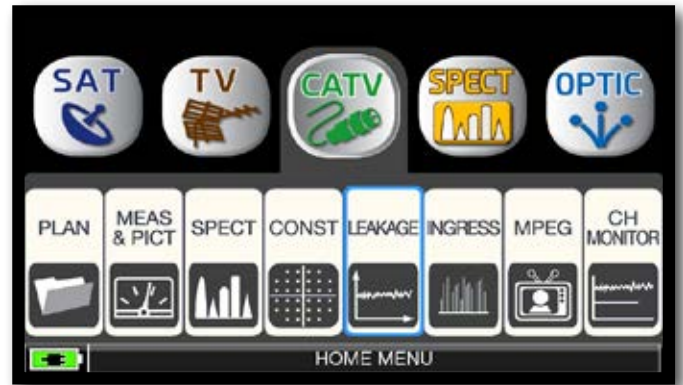 SAT
TV
CATV
SPECT
OPTIC
PLAN
MEAS
& PICT
SPECT
CONST
LEAKAGE
INGRESS
MPEG
CH
MONITOR
HOME MENU